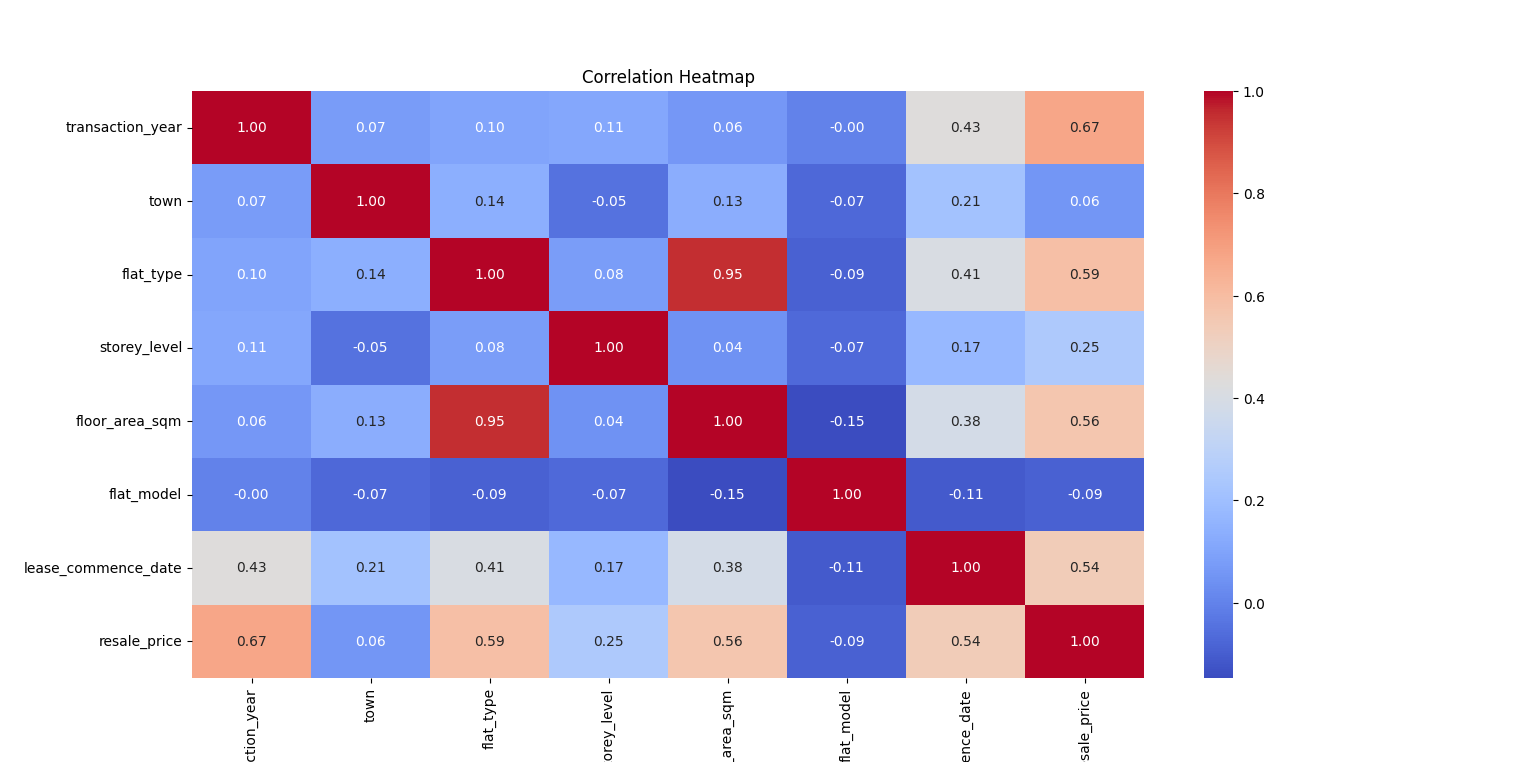 Correlation Heatmap
transaction_year 1.00 0.07 0.10 0.11 0.06 -0.00 0.43 0.67
town 0.07 1.00 0.14 -0.05 0.13 -0.07 0.21 0.06
flat_type 0.10 0.14 1.00 0.08 0.95 -0.09 0.41 0.59
storey_level 0.11 -0.05 0.08 1.00 0.04 -0.07 0.17 0.25
floor_area_sqm 0.06 0.13 0.95 0.04 1.00 -0.15 0.38 0.56
flat_model -0.00 -0.07 -0.09 -0.07 -0.15 1.00 -0.11 -0.09
lease_commence_date 0.43 0.21 0.41 0.17 0.38 -0.11 1.00 0.54
resale_price 0.67 0.06 0.59 0.25 0.56 -0.09 0.54 1.00
ction_year
town
flat_type
orey_level
_area_sqm
flat_model
ence_date
sale_price
1.0
0.8
0.6
0.4
0.2
0.0